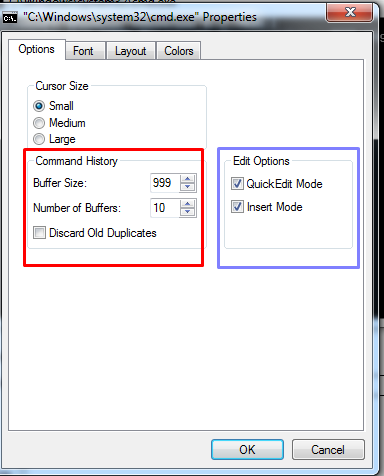 "C:\Windows\system32\cmd.exe" Properties
Options
Font
Layout
Colors
Cursor Size
Small
Medium
Large
Command History
Buffer Size: 999
Number of Buffers: 10
Discard Old Duplicates
Edit Options
QuickEdit Mode
Insert Mode
OK
Cancel